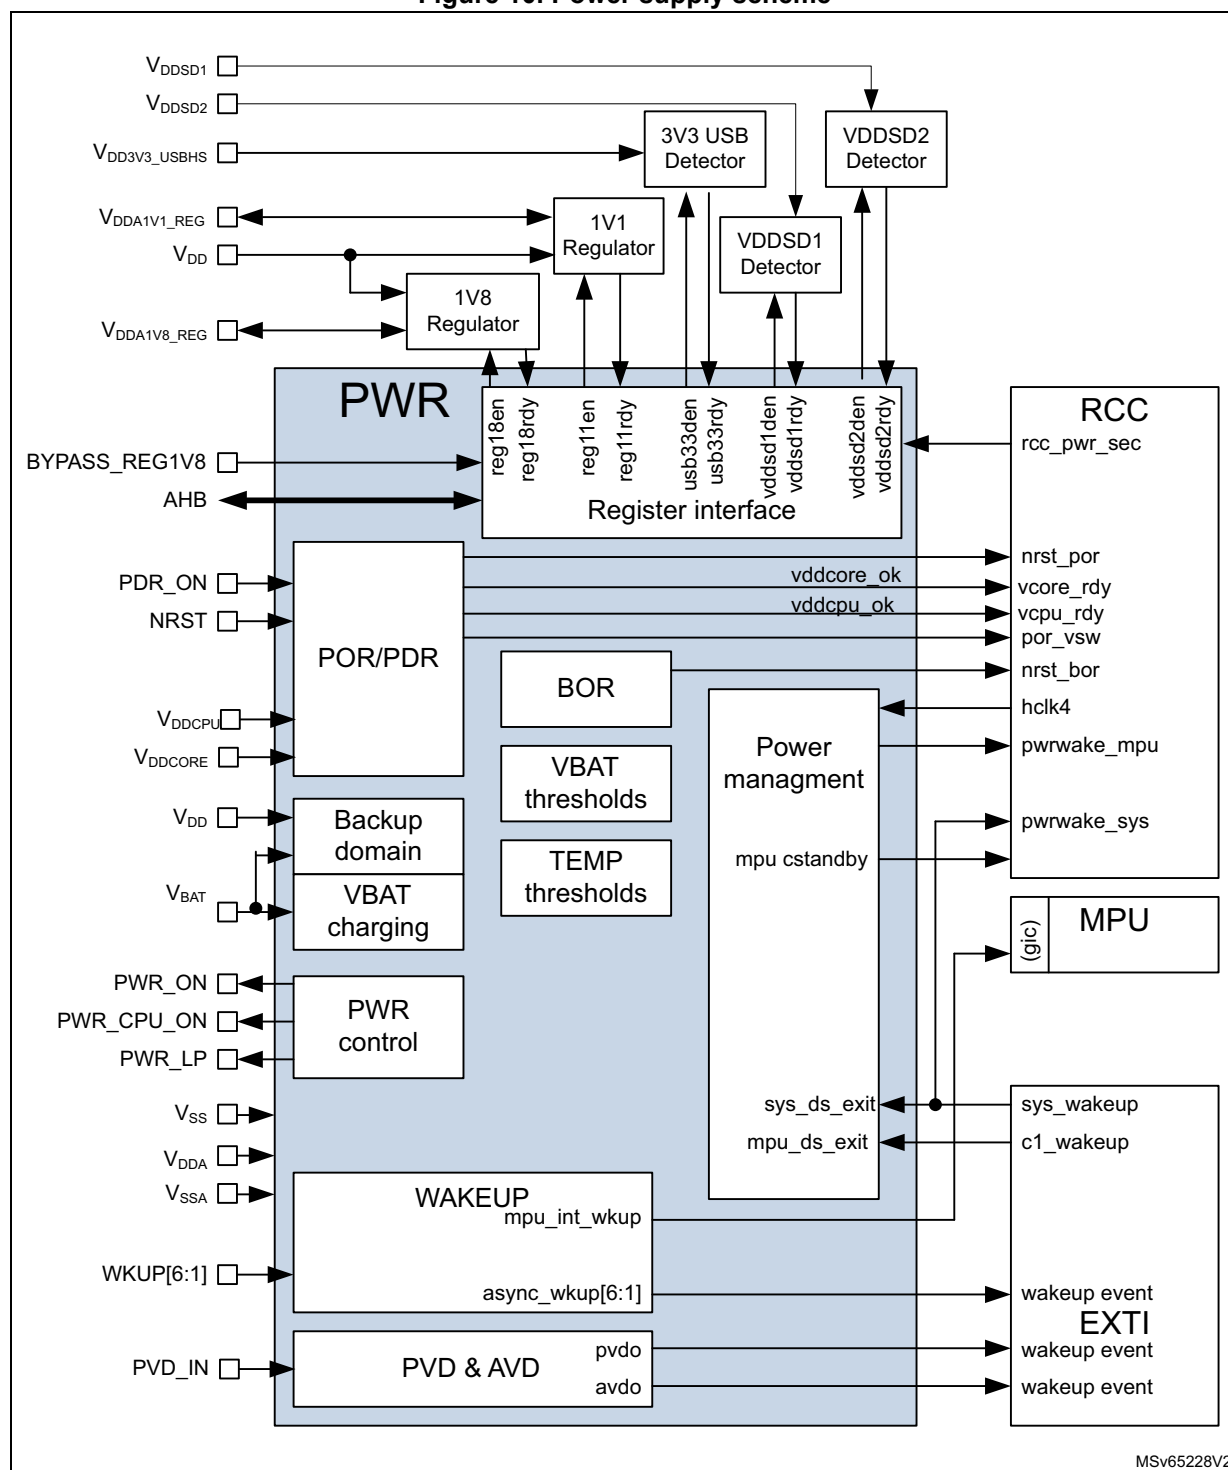 VDDSD1
VDDSD2
VDD3V3_USBHS
3V3 USB
Detector
VDDSD2
Detector
VDDA1V1_REG
1V1
Regulator
VDDSD1
Detector
VDD
1V8
Regulator
VDDA1V8_REG
PWR
reg18en
reg18rdy
reg11en
reg11rdy
usb33den
usb33rdy
vddsd1den
vddsd1rdy
vddsd2den
vddsd2rdy
Register interface
RCC
rcc_pwr_sec
BYPASS_REG1V8
AHB
PDR_ON
NRST
POR/PDR
VDDCPU
VDDCORE
vddcore_ok
vddcpu_ok
nrst_por
vcore_rdy
vcpu_rdy
por_vsw
nrst_bor
hclk4
pwrwake_mpu
pwrwake_sys
BOR
VBAT
thresholds
TEMP
thresholds
Power
managment
mpu cstandby
VDD
Backup
domain
VBAT
VBAT
charging
(gic)
MPU
PWR_ON
PWR_CPU_ON
PWR_LP
PWR
control
VSS
VDDA
VSSA
sys_ds_exit
mpu_ds_exit
sys_wakeup
c1_wakeup
WAKEUP
mpu_int_wkup
WKUP[6:1]
async_wkup[6:1]
wakeup event
EXTI
PVD_IN
PVD & AVD
pvdo
avdo
wakeup event
wakeup event
MSv65228V2